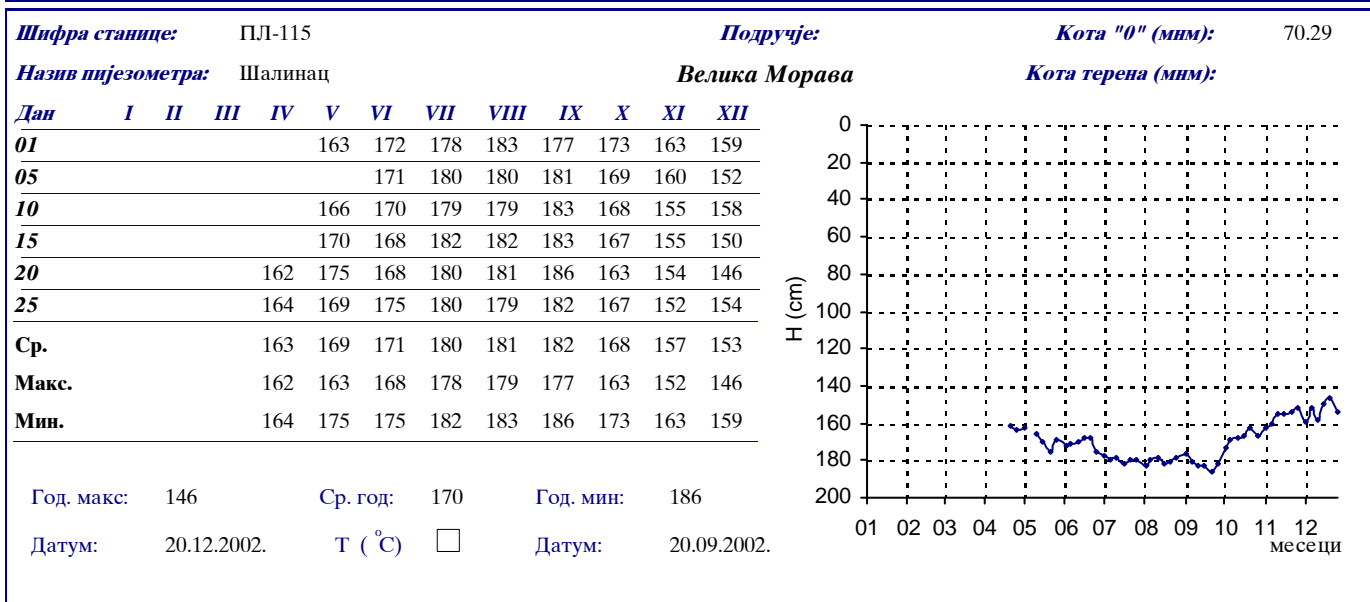 Шифра станице: ПЛ-115 Подручје: Кота "0" (мнм): 70.29
Назив пијезометра: Шалинац Велика Морава Кота терена (мнм):
Дан I II III IV V VI VII VIII IX X XI XII
01 163 172 178 183 177 173 163 159
05 171 180 180 181 169 160 152
10 166 170 179 179 183 168 155 158
15 170 168 182 182 183 167 155 150
20 162 175 168 180 181 186 163 154 146
25 164 169 175 180 179 182 167 152 154
Ср. 163 169 171 180 181 182 168 157 153
Макс. 162 163 168 178 179 177 163 152 146
Мин. 164 175 175 182 183 186 173 163 159
Год. макс: 146 Ср. год: 170 Год. мин: 186
Датум: 20.12.2002. Т (°C) Датум: 20.09.2002.
H (cm)
0
20
40
60
80
100
120
140
160
180
200
01 02 03 04 05 06 07 08 09 10 11 12
месеци